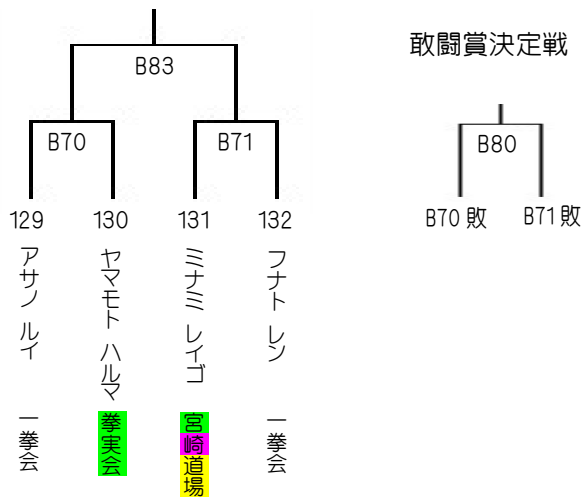 敢闘賞決定戦
B83
B70
B71
B80
129
130
131
132
B70 敗
B71 敗
アサノ ルイ
ヤマモト ハルマ
ミナミ レイゴ
フナト レン
一拳会
拳実会
宮崎道場
一拳会